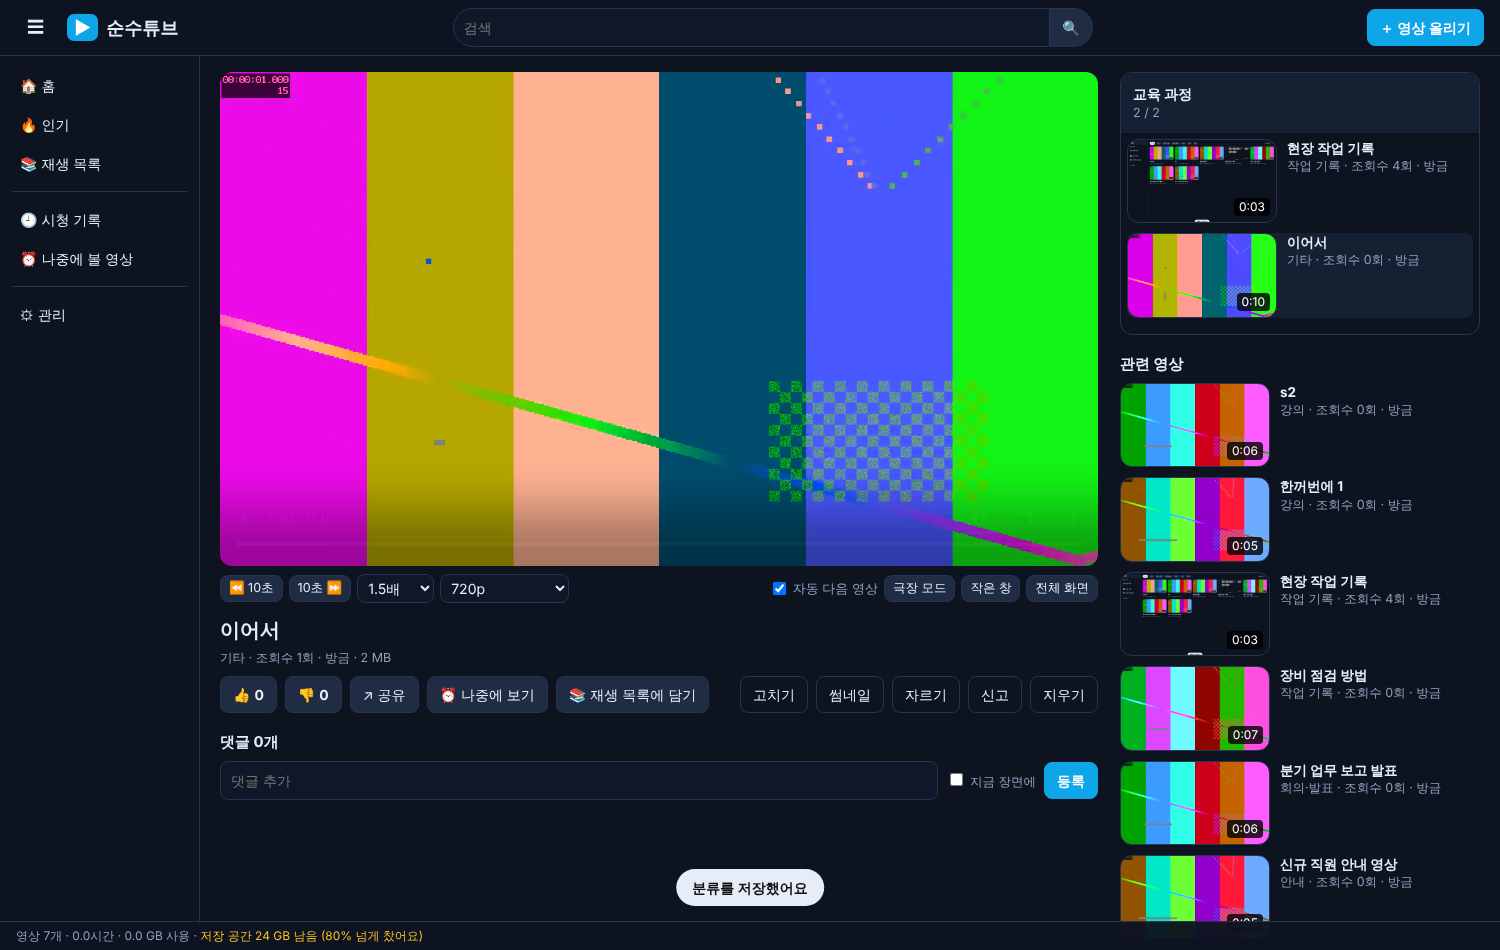 ☰ 순수튜브
검색
+ 영상 올리기
홈
인기
재생 목록
시청 기록
나중에 볼 영상
관리
00:00:01.000
15
0:01 / 0:10
10초 10초 1.5배 720p
자동 다음 영상 극장 모드 작은 창 전체 화면
이어서
기타 · 조회수 1회 · 방금 · 2 MB
0 0 공유 나중에 보기 재생 목록에 담기 고치기 썸네일 자르기 신고 지우기
댓글 0개
댓글 추가 지금 장면에 등록
교육 과정
2 / 2
현장 작업 기록
작업 기록 · 조회수 4회 · 방금
0:03
이어서
기타 · 조회수 0회 · 방금
0:10
관련 영상
s2
강의 · 조회수 0회 · 방금
0:06
한꺼번에 1
강의 · 조회수 0회 · 방금
0:05
현장 작업 기록
작업 기록 · 조회수 4회 · 방금
0:03
장비 점검 방법
작업 기록 · 조회수 0회 · 방금
0:07
분기 업무 보고 발표
회의·발표 · 조회수 0회 · 방금
0:06
신규 직원 안내 영상
안내 · 조회수 0회 · 방금
0:05
분류를 저장했어요
영상 7개 · 0.0시간 · 0.0 GB 사용 · 저장 공간 24 GB 남음 (80% 넘게 찼어요)